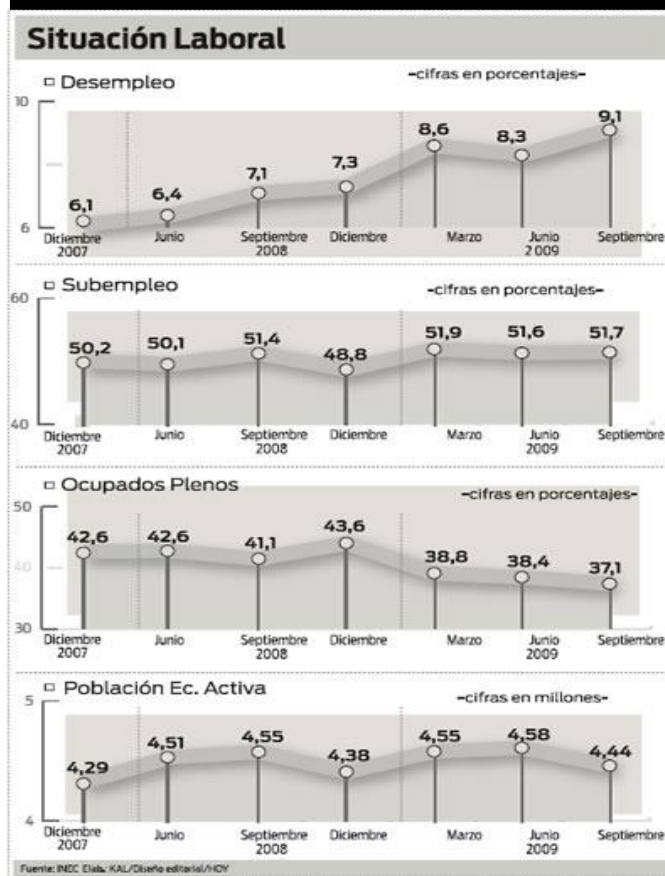 Situación Laboral
Desempleo
-cifras en porcentajes-
10
6
6,1
6,4
7,1
7,3
8,6
8,3
9,1
Diciembre 2007
Junio
Septiembre 2008
Diciembre
Marzo
Junio 2009
Septiembre
Subempleo
-cifras en porcentajes-
60
40
50,2
50,1
51,4
48,8
51,9
51,6
51,7
Diciembre 2007
Junio
Septiembre 2008
Diciembre
Marzo
Junio 2009
Septiembre
Ocupados Plenos
-cifras en porcentajes-
50
40
30
42,6
42,6
41,1
43,6
38,8
38,4
37,1
Diciembre 2007
Junio
Septiembre 2008
Diciembre
Marzo
Junio 2009
Septiembre
Población Ec. Activa
-cifras en millones-
5
4
4,29
4,51
4,55
4,38
4,55
4,58
4,44
Diciembre 2007
Junio
Septiembre 2008
Diciembre
Marzo
Junio 2009
Septiembre
Fuente: INEC Elab.: KAL/Diseño editorial/HOY